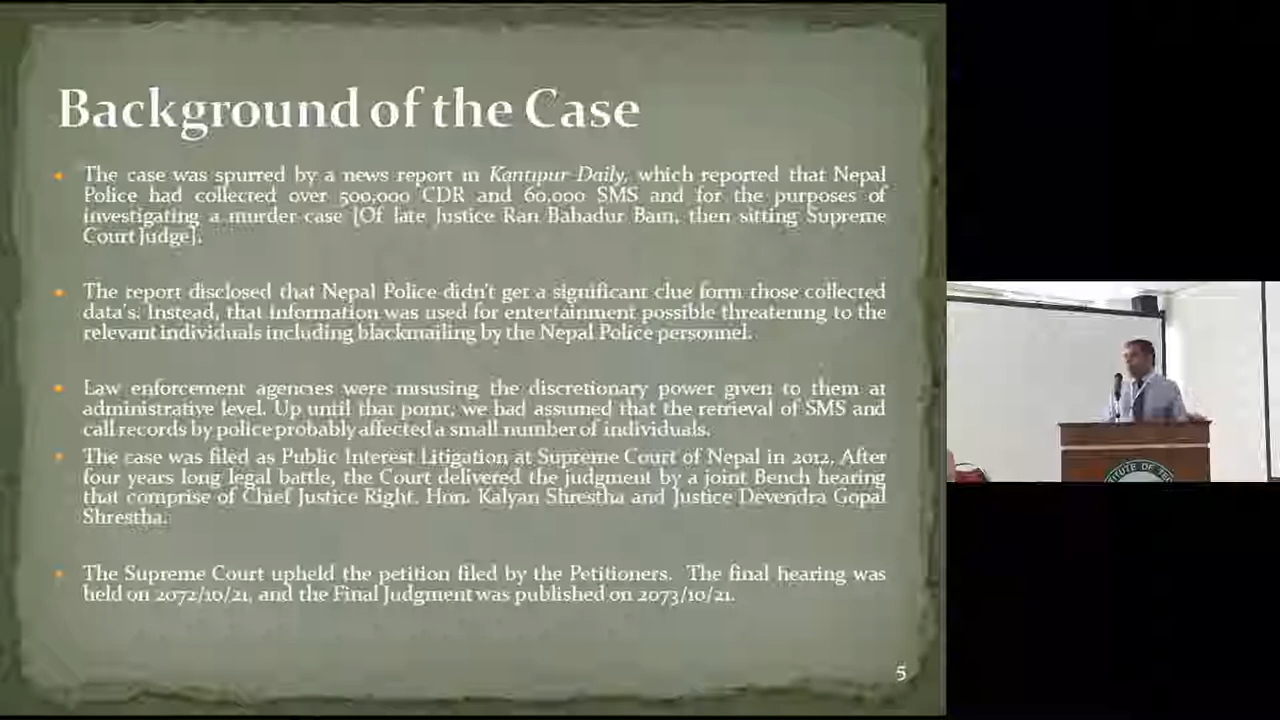 Background of the Case
• The case was spurred by a news report in Kantipur Daily, which reported that Nepal
Police had collected over 500,000 CDR and 60,000 SMS and for the purposes of
investigating a murder case [Of late Justice Ran Bahadur Bam, then sitting Supreme
Court Judge].
• The report disclosed that Nepal Police didn't get a significant clue form those collected
data's. Instead, that information was used for entertainment possible threatening to the
relevant individuals including blackmailing by the Nepal Police personnel.
• Law enforcement agencies were misusing the discretionary power given to them at
administrative level. Up until that point, we had assumed that the retrieval of SMS and
call records by police probably affected a small number of individuals.
• The case was filed as Public Interest Litigation at Supreme Court of Nepal in 2012. After
four years long legal battle, the Court delivered the judgment by a joint Bench hearing
that comprise of Chief Justice Right. Hon. Kalyan Shrestha and Justice Devendra Gopal
Shrestha.
• The Supreme Court upheld the petition filed by the Petitioners. The final hearing was
held on 2072/10/21, and the Final Judgment was published on 2073/10/21.
5